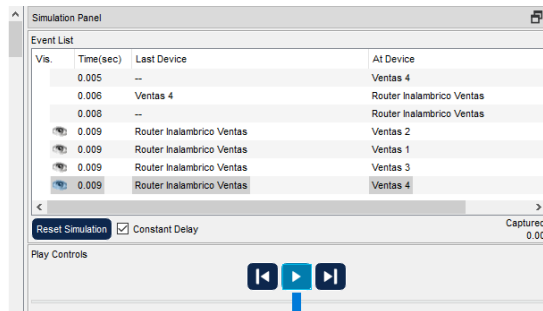 Simulation Panel
Event List
Vis. Time(sec) Last Device At Device
0.005 -- Ventas 4
0.006 Ventas 4 Router Inalambrico Ventas
0.008 -- Router Inalambrico Ventas
0.009 Router Inalambrico Ventas Ventas 2
0.009 Router Inalambrico Ventas Ventas 1
0.009 Router Inalambrico Ventas Ventas 3
0.009 Router Inalambrico Ventas Ventas 4
Reset Simulation Constant Delay Captured
0.00
Play Controls